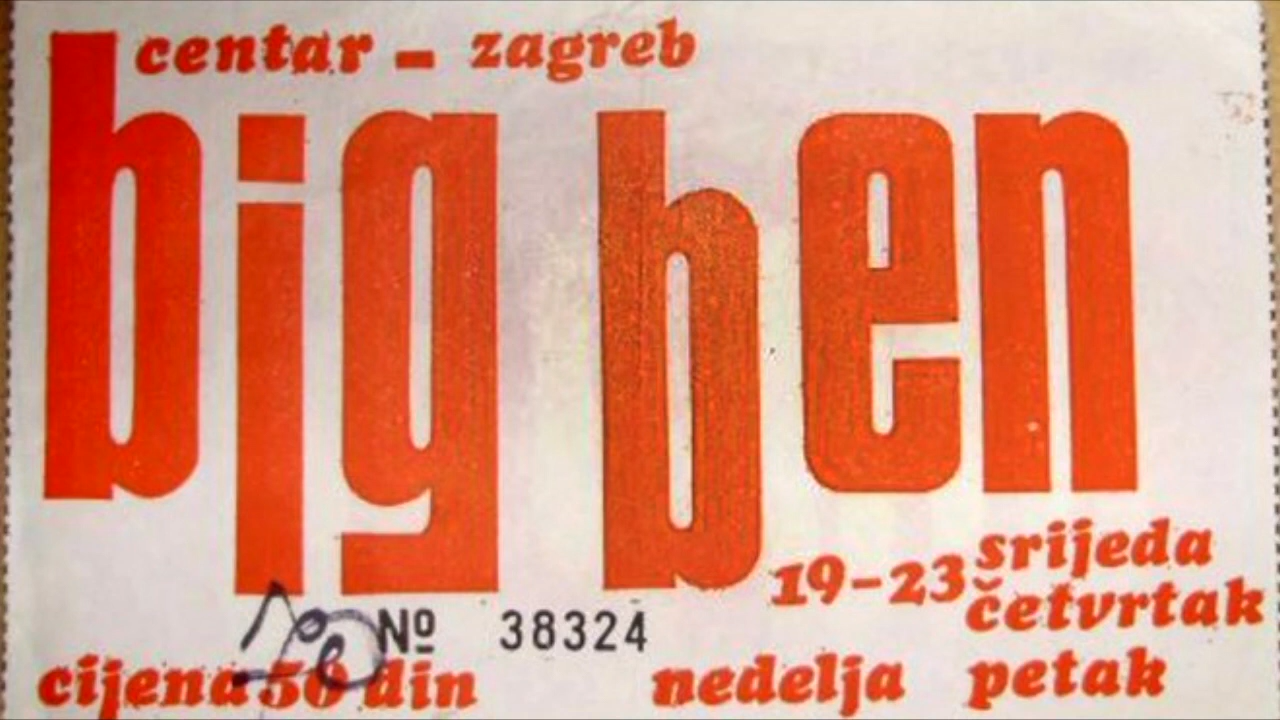 centar - zagreb
big ben
19-23 srijeda
četvrtak
Nº 38324
cijena 50 din nedelja petak